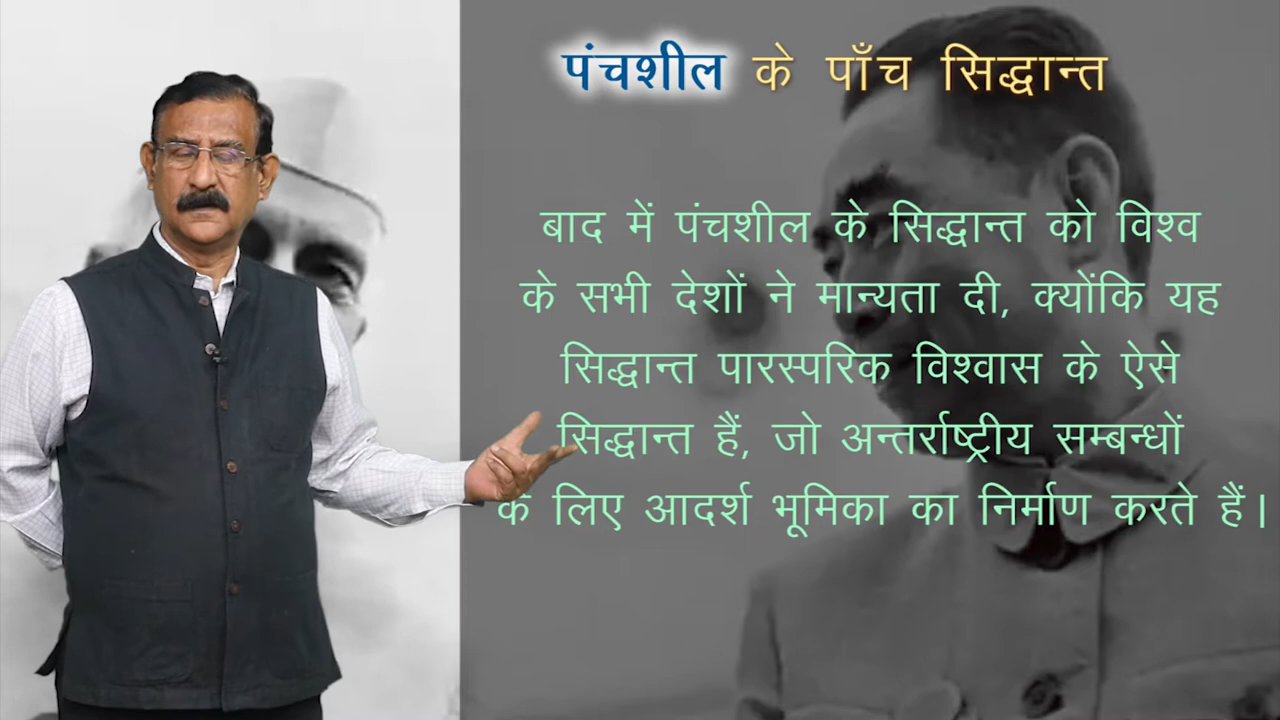 पंचशील के पाँच सिद्धान्त
बाद में पंचशील के सिद्धान्त को विश्व
के सभी देशों ने मान्यता दी, क्योंकि यह
सिद्धान्त पारस्परिक विश्वास के ऐसे
सिद्धान्त हैं, जो अन्तर्राष्ट्रीय सम्बन्धों
के लिए आदर्श भूमिका का निर्माण करते हैं।